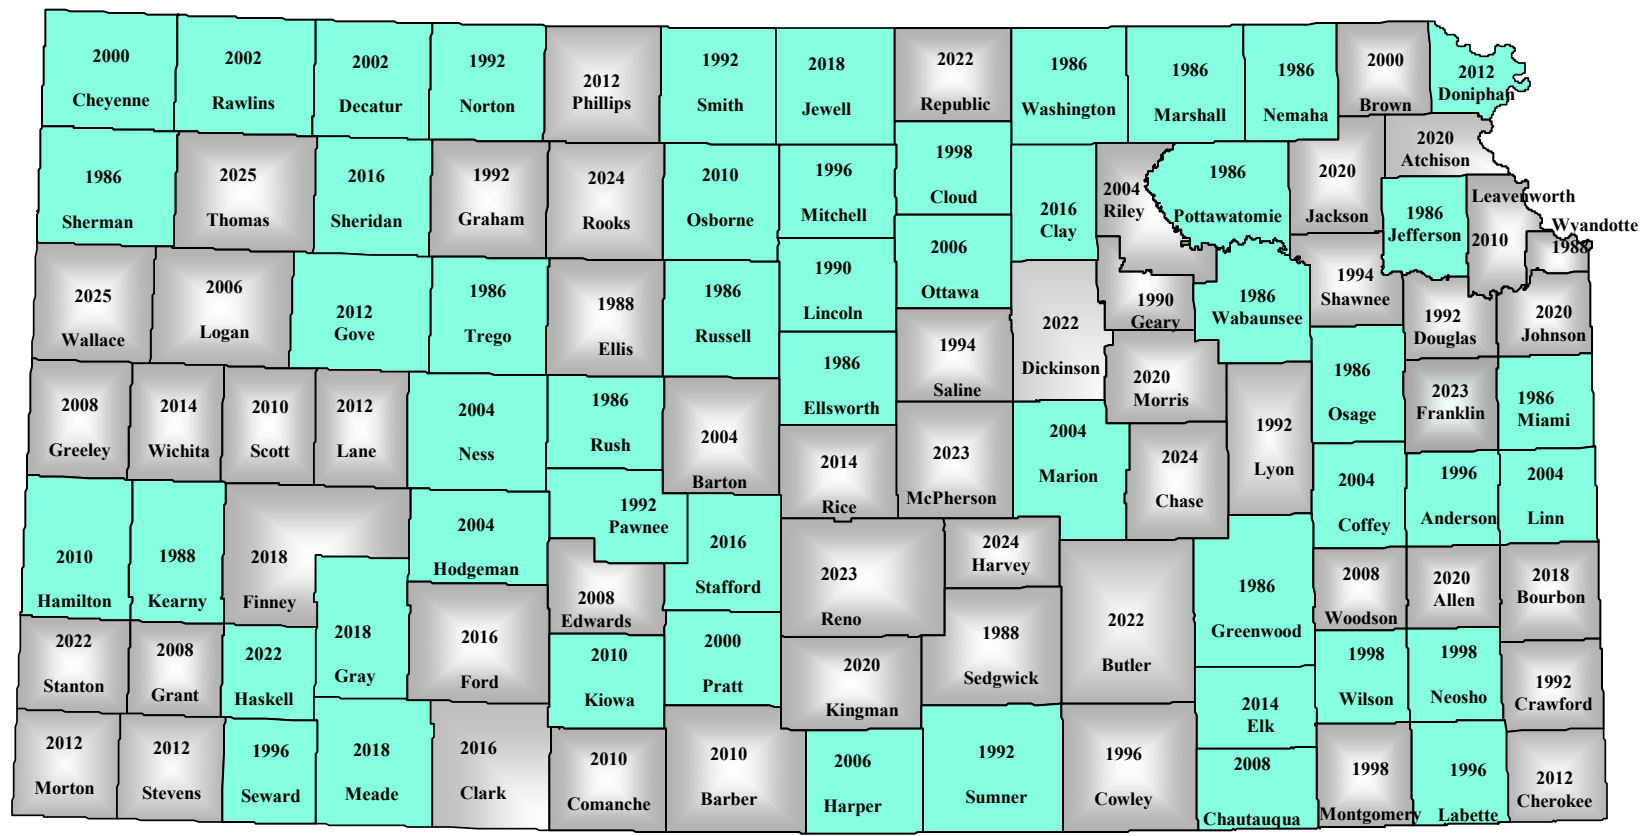 2000
Cheyenne
2002
Rawlins
2002
Decatur
1992
Norton
2012
Phillips
1992
Smith
2018
Jewell
2022
Republic
1986
Washington
1986
Marshall
1986
Nemaha
2000
Brown
2012
Doniphan
1986
Sherman
2025
Thomas
2016
Sheridan
1992
Graham
2024
Rooks
2010
Osborne
1996
Mitchell
1998
Cloud
2016
Clay
2004
Riley
1986
Pottawatomie
2020
Jackson
2020
Atchison
1986
Jefferson
Leavenworth
2010
Wyandotte
1988
2025
Wallace
2006
Logan
2012
Gove
1986
Trego
1988
Ellis
1986
Russell
1990
Lincoln
2006
Ottawa
2022
Dickinson
1990
Geary
1986
Wabaunsee
1994
Shawnee
1992
Douglas
2020
Johnson
2008
Greeley
2014
Wichita
2010
Scott
2012
Lane
2004
Ness
1986
Rush
2004
Barton
1986
Ellsworth
1994
Saline
2020
Morris
1992
Lyon
1986
Osage
2023
Franklin
1986
Miami
2010
Hamilton
1988
Kearny
2018
Finney
2004
Hodgeman
1992
Pawnee
2016
Stafford
2014
Rice
2023
McPherson
2004
Marion
2024
Chase
2004
Coffey
1996
Anderson
2004
Linn
2022
Stanton
2008
Grant
2022
Haskell
2018
Gray
2016
Ford
2008
Edwards
2010
Kiowa
2000
Pratt
2023
Reno
2024
Harvey
1988
Sedgwick
2022
Butler
1986
Greenwood
2008
Woodson
2020
Allen
2018
Bourbon
2020
Kingman
2014
Elk
1998
Wilson
1998
Neosho
1992
Crawford
2012
Morton
2012
Stevens
1996
Seward
2018
Meade
2016
Clark
2010
Comanche
2010
Barber
2006
Harper
1992
Sumner
1996
Cowley
2008
Chautauqua
1998
Montgomery
1996
Labette
2012
Cherokee